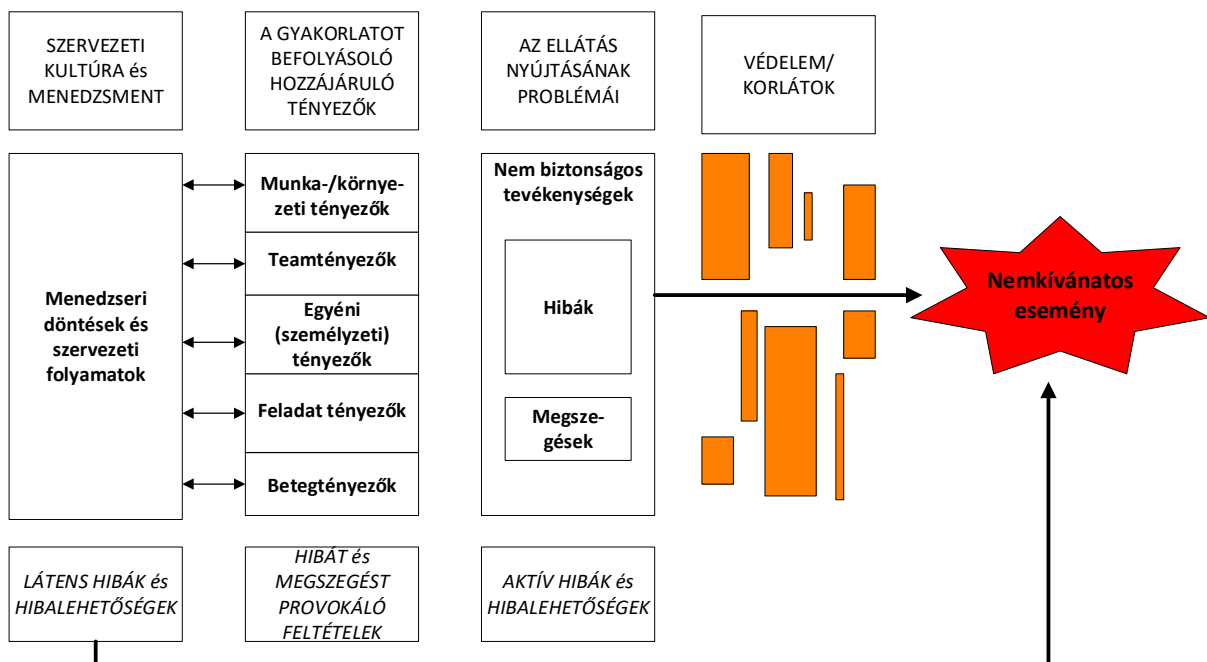 SZERVEZETI
KULTÚRA és
MENEDZSMENT
A GYAKORLATOT
BEFOLYÁSOLÓ
HOZZÁJÁRULÓ
TÉNYEZŐK
AZ ELLÁTÁS
NYÚJTÁSÁNAK
PROBLÉMÁI
VÉDELEM/
KORLÁTOK
Menedzseri
döntések és
szervezeti
folyamatok
Munka-/környe-
zeti tényezők
Teamtényezők
Egyéni
(személyzeti)
tényezők
Feladat tényezők
Betegtényezők
Nem biztonságos
tevékenységek
Hibák
Megsze-
gések
Nemkívánatos
esemény
LÁTENS HIBÁK és
HIBALEHETŐSÉGEK
HIBÁT és
MEGSZEGÉST
PROVOKÁLÓ
FELTÉTELEK
AKTÍV HIBÁK és
HIBALEHETŐSÉGEK